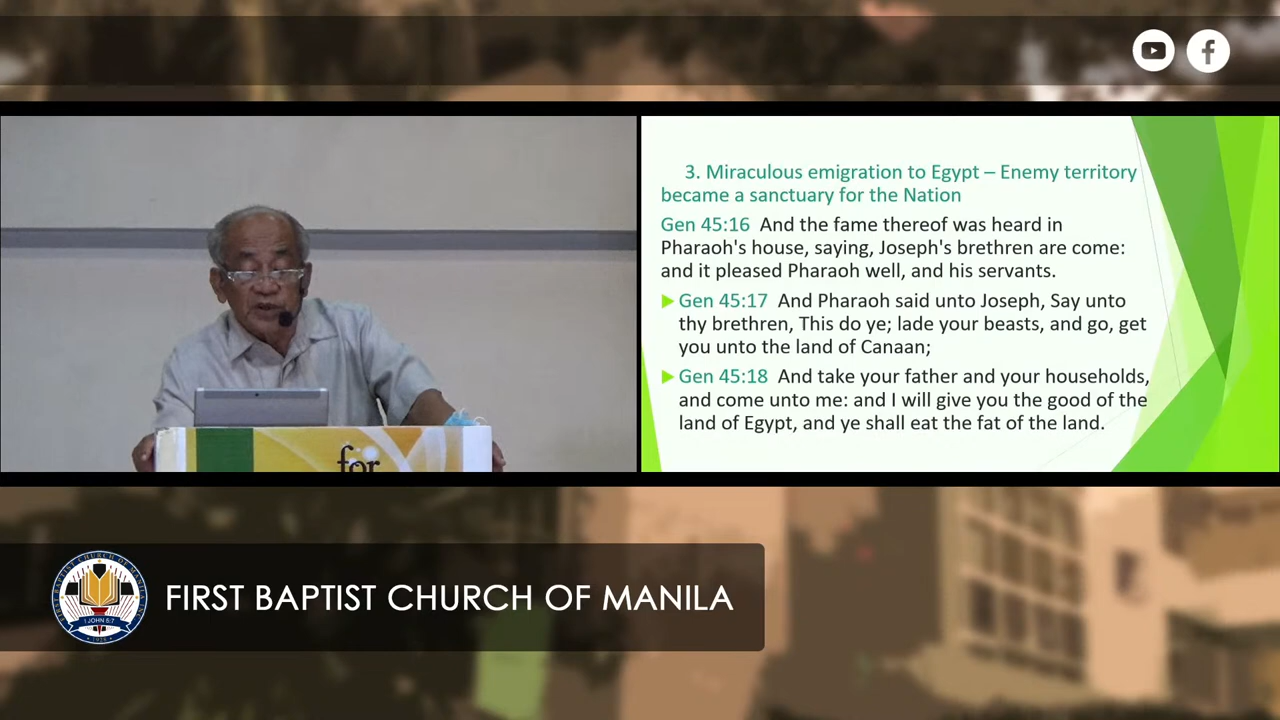 3. Miraculous emigration to Egypt – Enemy territory
became a sanctuary for the Nation
Gen 45:16 And the fame thereof was heard in
Pharaoh's house, saying, Joseph's brethren are come:
and it pleased Pharaoh well, and his servants.
Gen 45:17 And Pharaoh said unto Joseph, Say unto
thy brethren, This do ye; lade your beasts, and go, get
you unto the land of Canaan;
Gen 45:18 And take your father and your households,
and come unto me: and I will give you the good of the
land of Egypt, and ye shall eat the fat of the land.
for
1 JOHN 5:7
FIRST BAPTIST CHURCH OF MANILA